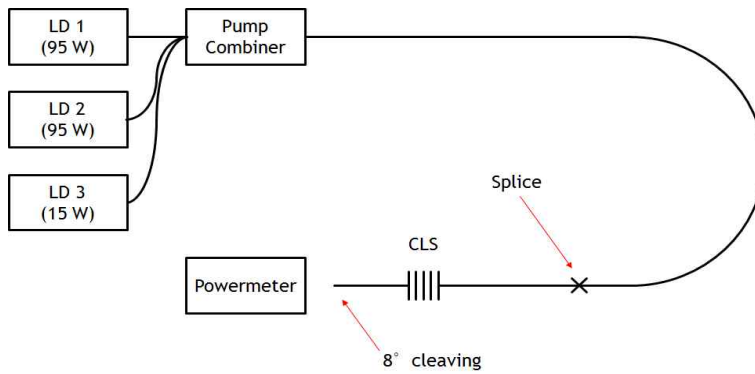 LD 1
(95 W)
Pump
Combiner
LD 2
(95 W)
LD 3
(15 W)
Splice
CLS
Powermeter
8° cleaving